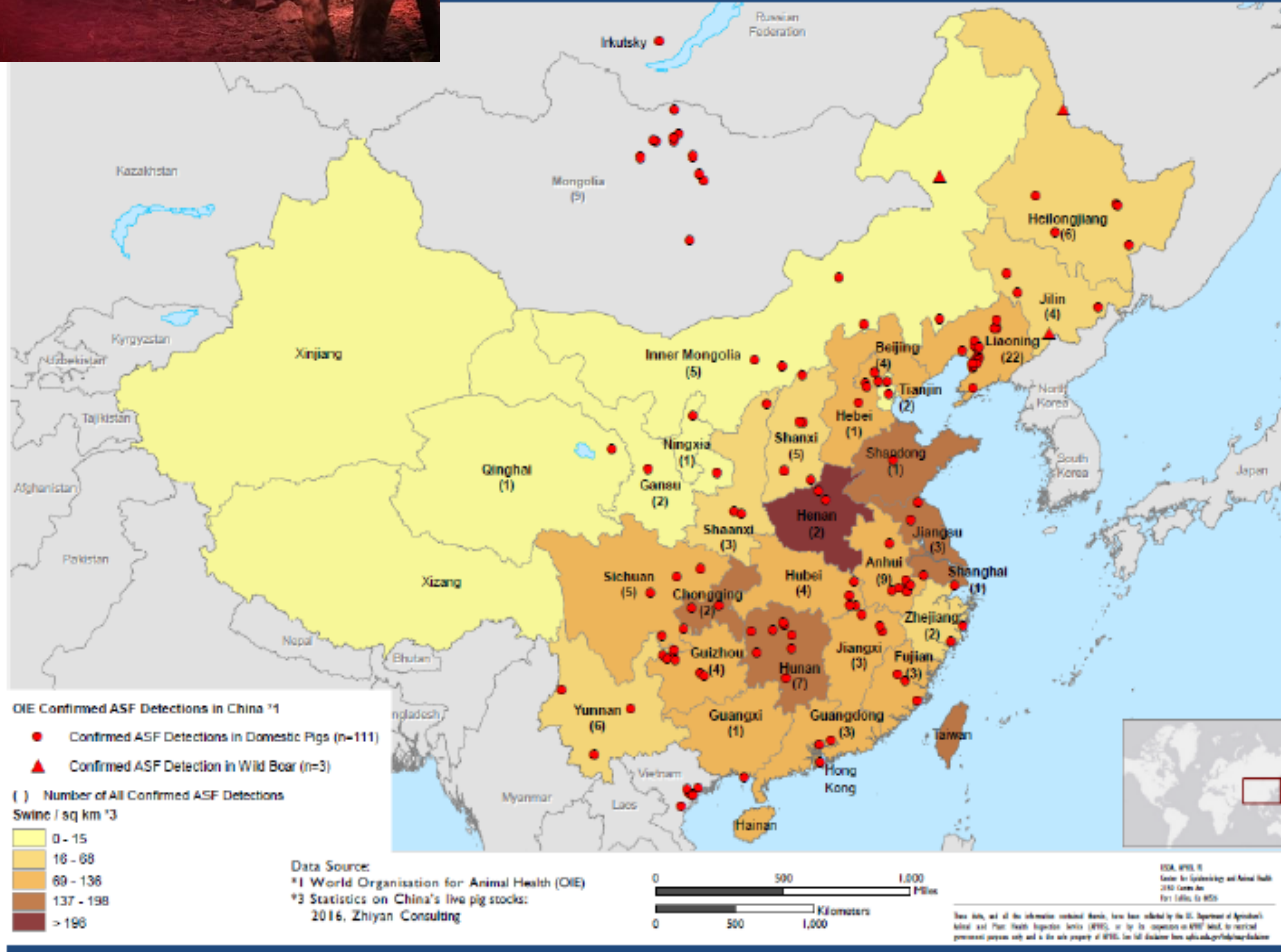 Russian
Federation
Irkutsky
Kazakhstan
Mongolia
(9)
Heilongjiang
(6)
Jilin
(4)
Kyrgyzstan
Uzbekistan
Xinjiang
Inner Mongolia
(5)
Beijing
(4)
Liaoning
(22)
Tianjin
(2)
North
Korea
Tajikistan
Hebei
(1)
Ningxia
(1)
Shanxi
(5)
Shandong
(1)
South
Korea
Japan
Qinghai
(1)
Gansu
(2)
Afghanistan
Henan
(2)
Shaanxi
(3)
Jiangsu
(3)
Pakistan
Anhui
(9)
Shanghai
(1)
Xizang
Sichuan
(5)
Hubei
(4)
Chongqing
(2)
Zhejiang
(2)
Nepal
Bhutan
Guizhou
(4)
Jiangxi
(3)
Fujian
(3)
Hunan
(7)
Yunnan
(6)
Guangxi
(1)
Guangdong
(3)
Taiwan
Hong
Kong
Vietnam
Myanmar
Laos
Hainan
OIE Confirmed ASF Detections in China *1
Confirmed ASF Detections in Domestic Pigs (n=111)
Confirmed ASF Detection in Wild Boar (n=3)
( ) Number of All Confirmed ASF Detections
Swine / sq km *3
0 - 15
16 - 68
69 - 136
137 - 198
> 198
Data Source:
*1 World Organisation for Animal Health (OIE)
*3 Statistics on China's live pig stocks:
2016, Zhiyan Consulting
0 500 1,000
Miles
Kilometers
0 500 1,000